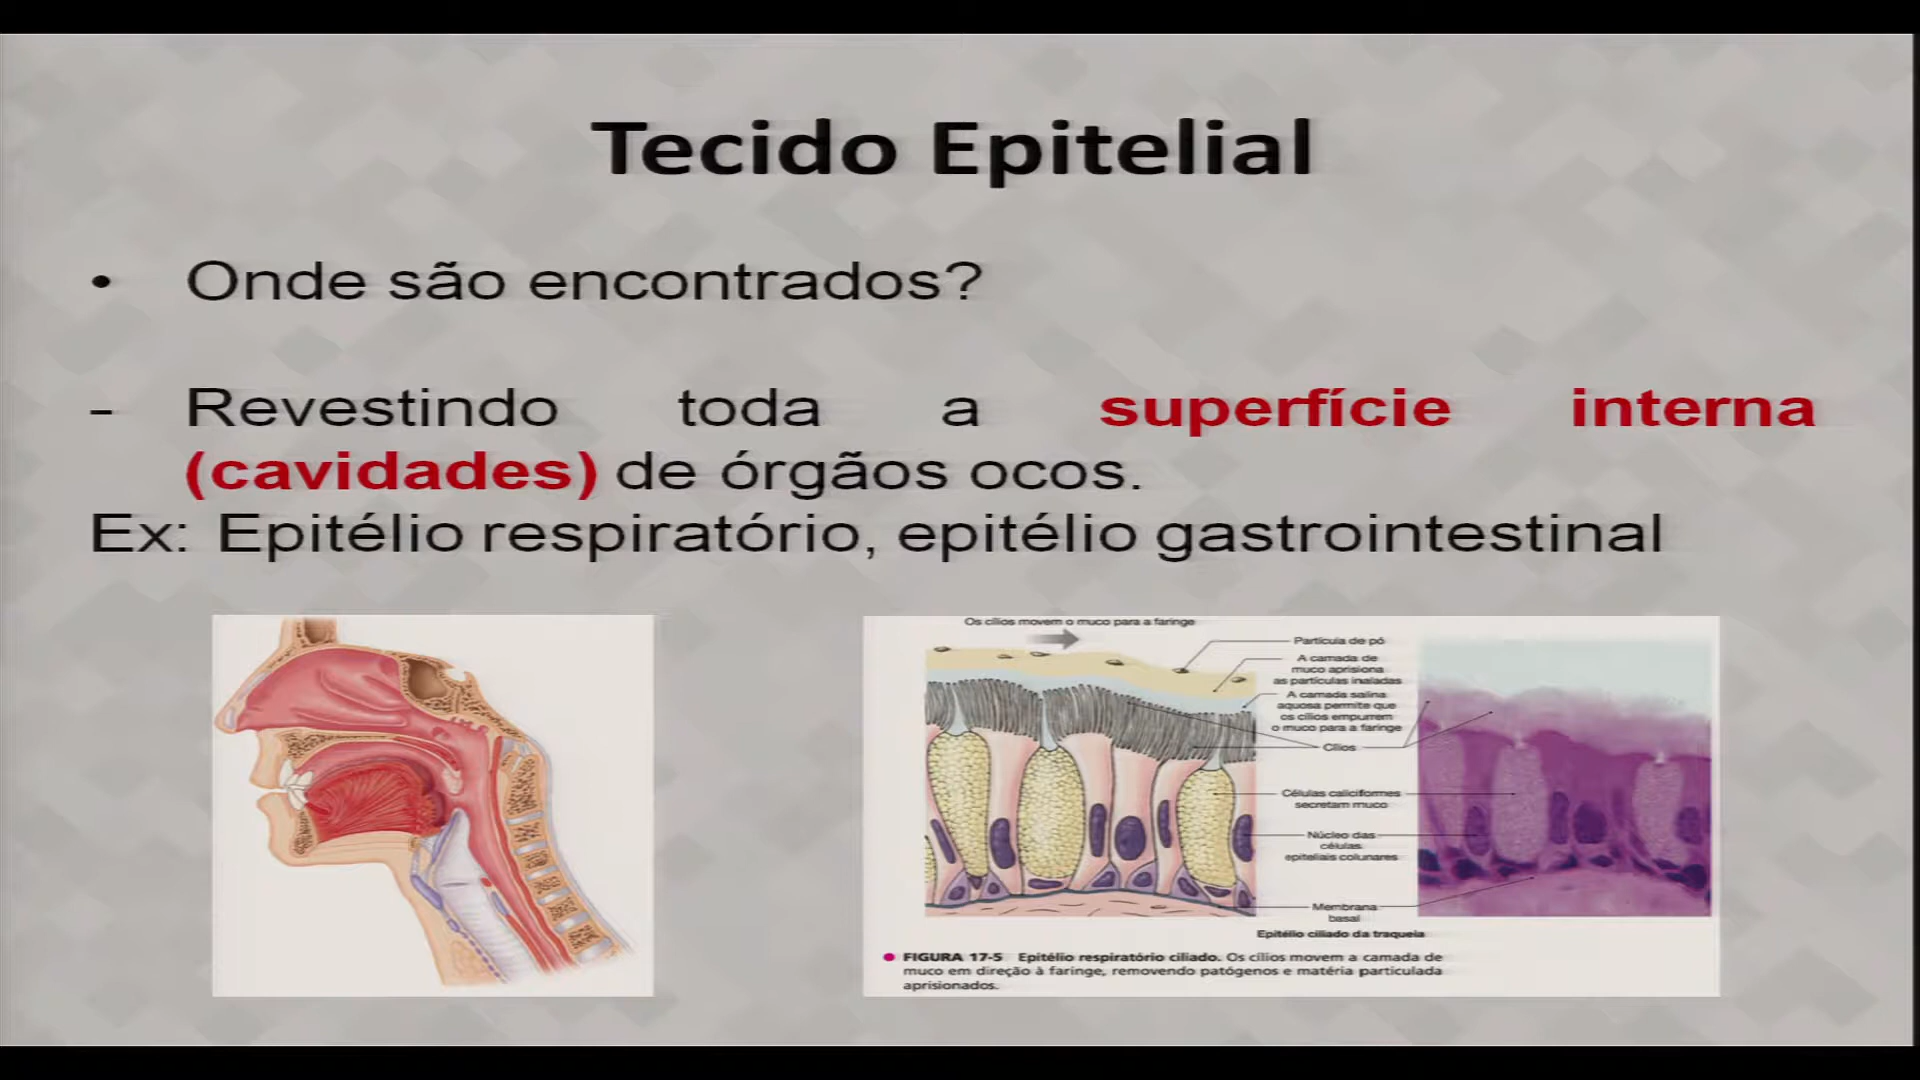 Tecido Epitelial
• Onde são encontrados?
- Revestindo toda a superfície interna
(cavidades) de órgãos ocos.
Ex: Epitélio respiratório, epitélio gastrointestinal
Os cílios movem o muco para a faringe
Partícula de pó
A camada de
muco aprisiona
as partículas inaladas
A camada salina
aquosa permite que
os cílios empurrem
o muco para a faringe
Cílios
Células caliciformes
secretam muco
Núcleo das
células
epiteliais colunares
Membrana
basal
Epitélio ciliado da traqueia
● FIGURA 17-5 Epitélio respiratório ciliado. Os cílios movem a camada de
muco em direção à faringe, removendo patógenos e matéria particulada
aprisionados.